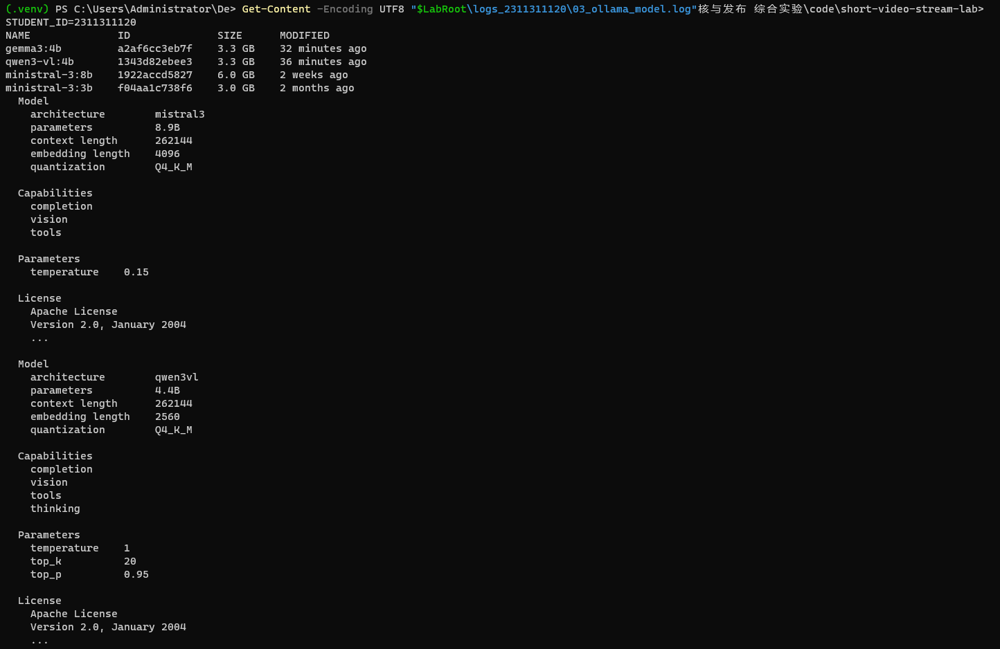 (.venv) PS C:\Users\Administrator\De> Get-Content -Encoding UTF8 "$LabRoot\logs_2311311120\03_ollama_model.log"核与发布 综合实验\code\short-video-stream-lab>
STUDENT_ID=2311311120
NAME ID SIZE MODIFIED
gemma3:4b a2af6cc3eb7f 3.3 GB 32 minutes ago
qwen3-vl:4b 1343d82ebee3 3.3 GB 36 minutes ago
ministral-3:8b 1922accd5827 6.0 GB 2 weeks ago
ministral-3:3b f04aa1c738f6 3.0 GB 2 months ago
Model
architecture mistral3
parameters 8.9B
context length 262144
embedding length 4096
quantization Q4_K_M
Capabilities
completion
vision
tools
Parameters
temperature 0.15
License
Apache License
Version 2.0, January 2004
...
Model
architecture qwen3vl
parameters 4.4B
context length 262144
embedding length 2560
quantization Q4_K_M
Capabilities
completion
vision
tools
thinking
Parameters
temperature 1
top_k 20
top_p 0.95
License
Apache License
Version 2.0, January 2004
...